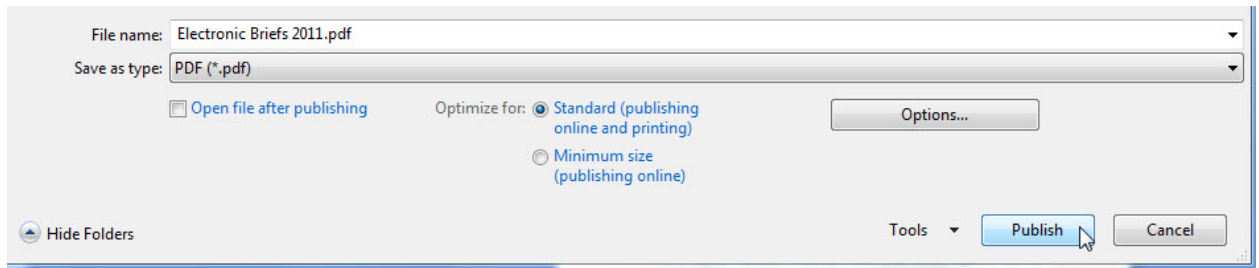 File name: Electronic Briefs 2011.pdf
Save as type: PDF (*.pdf)
Open file after publishing
Optimize for: Standard (publishing
online and printing)
Minimum size
(publishing online)
Options...
Hide Folders
Tools
Publish
Cancel